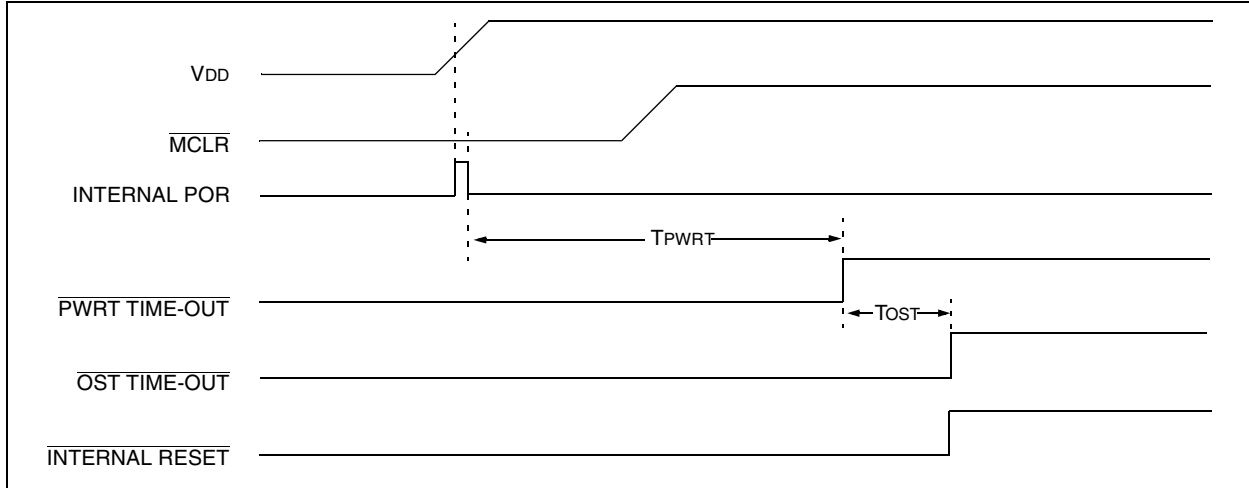 VDD
MCLR
INTERNAL POR
TPWRT
PWRT TIME-OUT
TOST
OST TIME-OUT
INTERNAL RESET